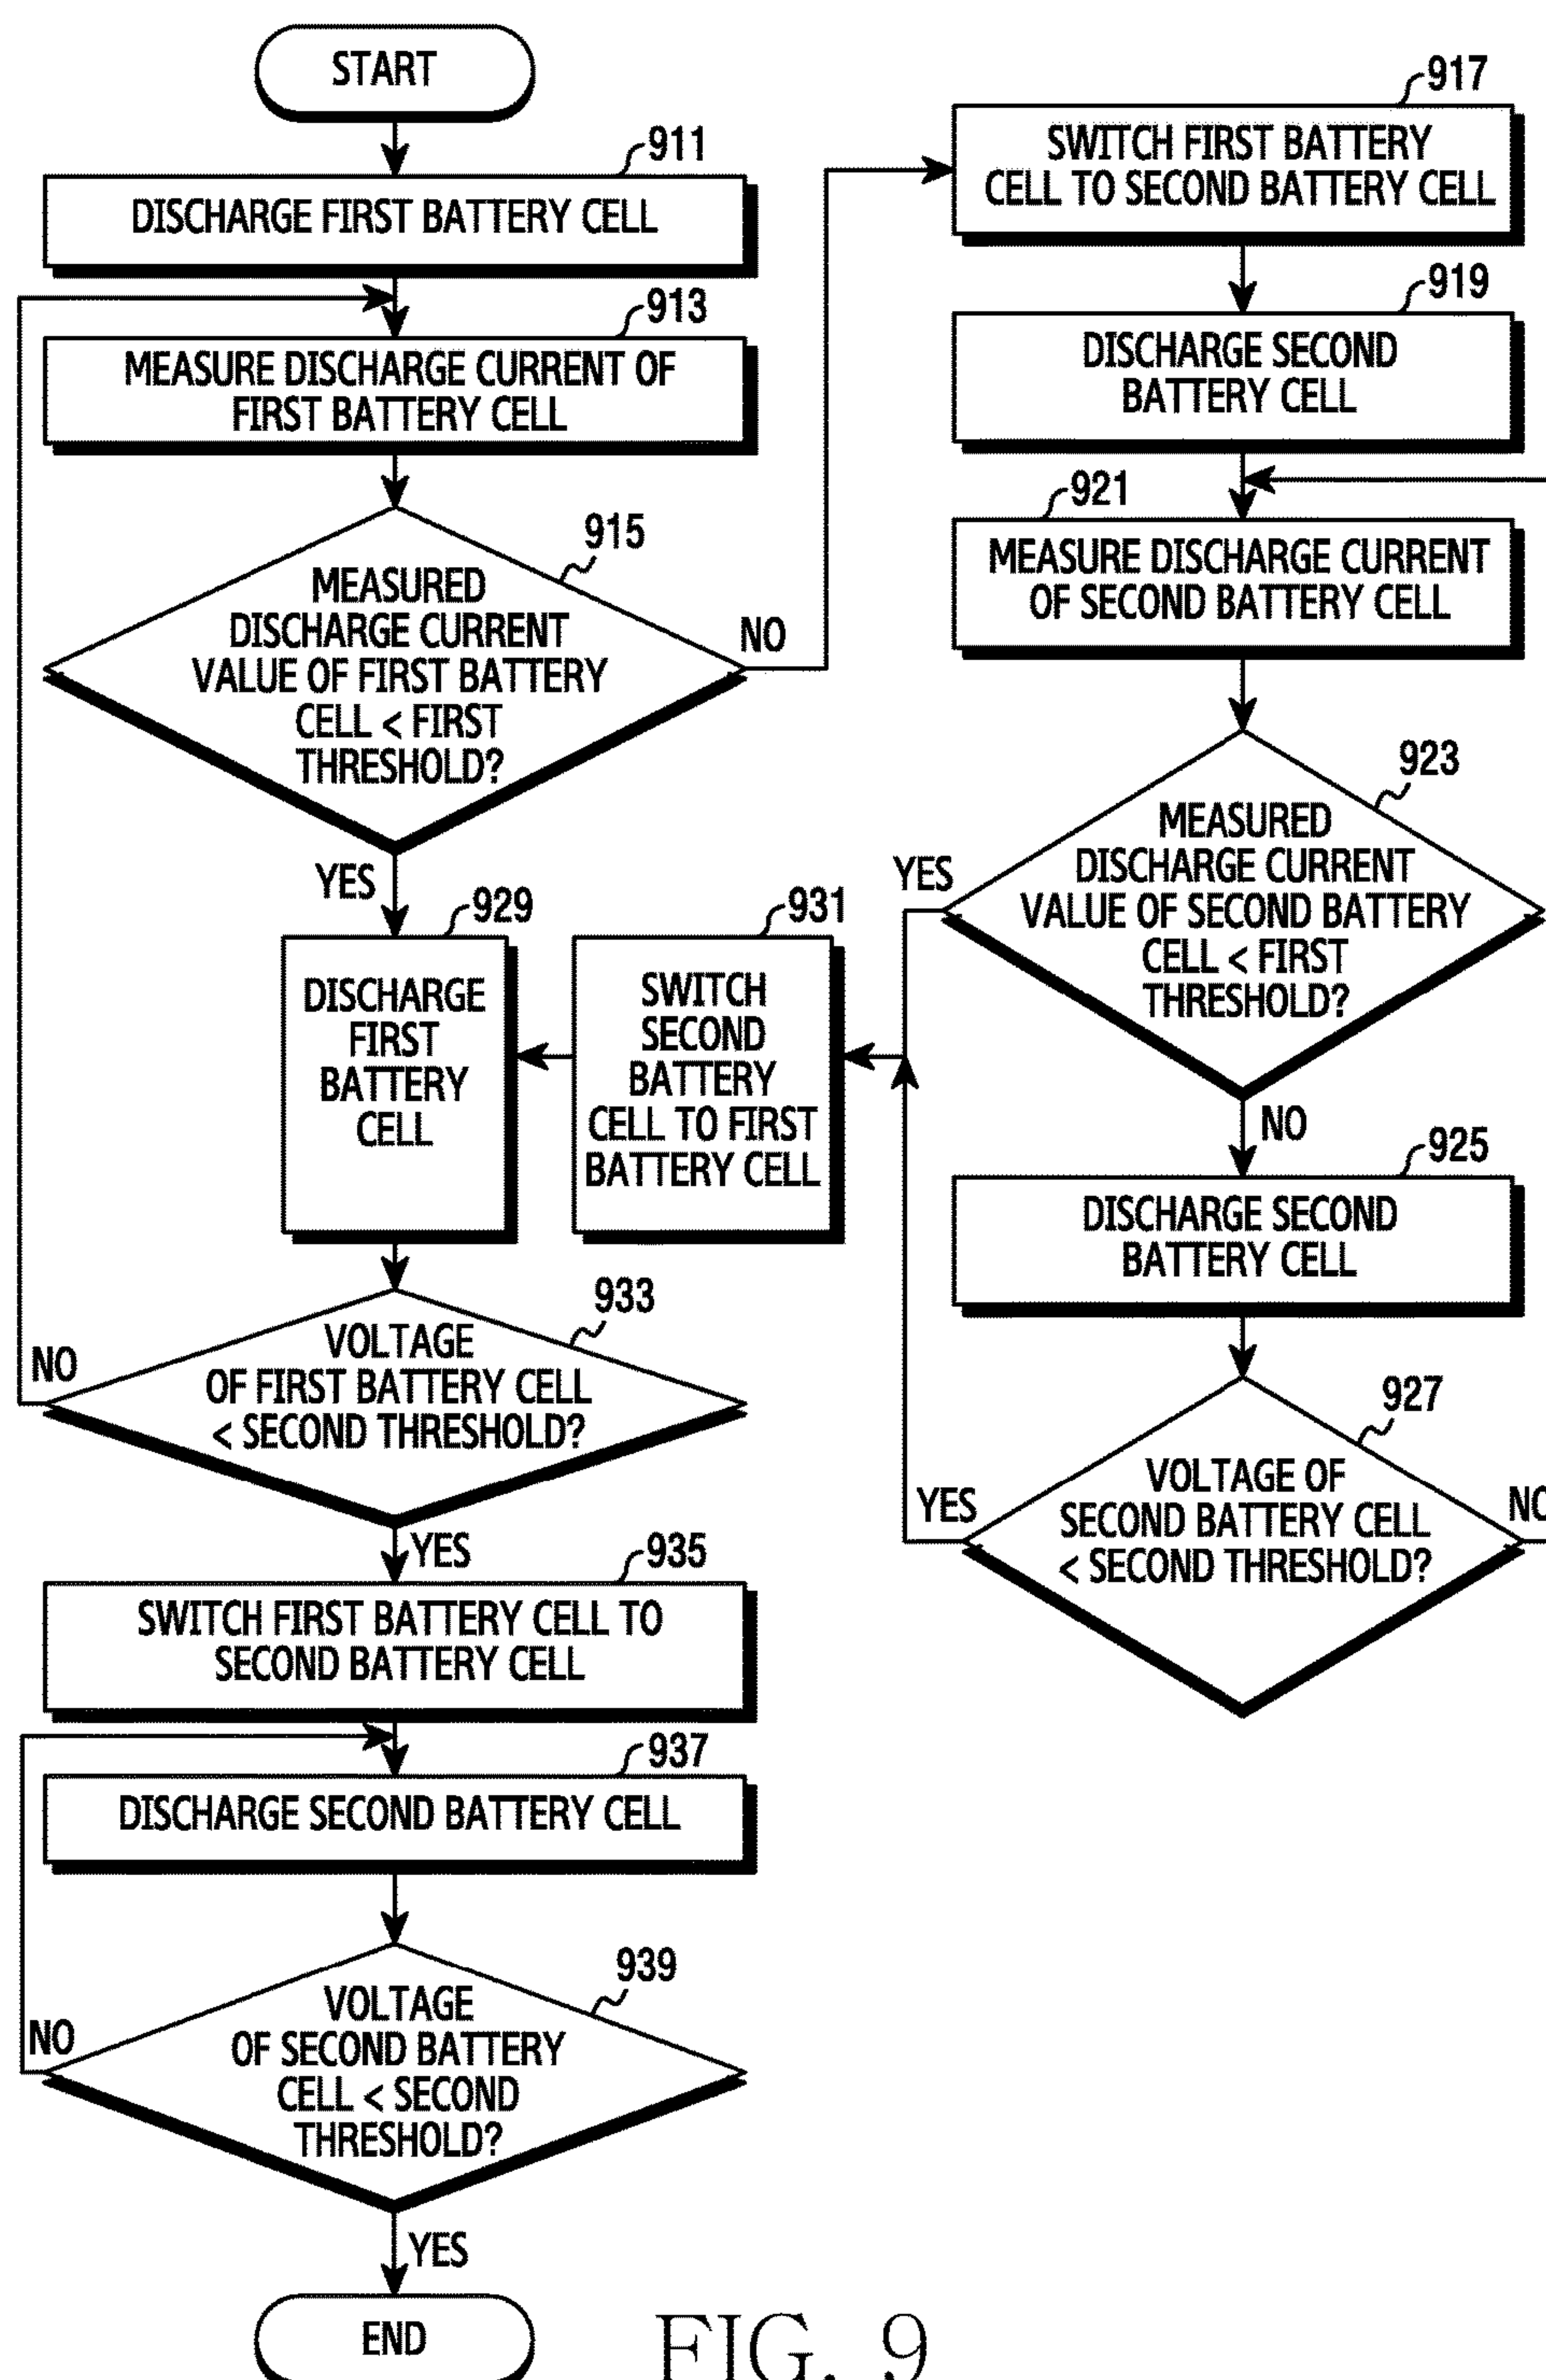 START
911
DISCHARGE FIRST BATTERY CELL
913
MEASURE DISCHARGE CURRENT OF
FIRST BATTERY CELL
915
MEASURED
DISCHARGE CURRENT
VALUE OF FIRST BATTERY
CELL < FIRST
THRESHOLD?
NO
YES
929
DISCHARGE
FIRST
BATTERY
CELL
931
SWITCH
SECOND
BATTERY
CELL TO FIRST
BATTERY CELL
933
VOLTAGE
OF FIRST BATTERY CELL
< SECOND THRESHOLD?
NO
YES
935
SWITCH FIRST BATTERY CELL TO
SECOND BATTERY CELL
937
DISCHARGE SECOND BATTERY CELL
939
VOLTAGE
OF SECOND BATTERY
CELL < SECOND
THRESHOLD?
NO
YES
END
917
SWITCH FIRST BATTERY
CELL TO SECOND BATTERY CELL
919
DISCHARGE SECOND
BATTERY CELL
921
MEASURE DISCHARGE CURRENT
OF SECOND BATTERY CELL
923
MEASURED
DISCHARGE CURRENT
VALUE OF SECOND BATTERY
CELL < FIRST
THRESHOLD?
YES
NO
925
DISCHARGE SECOND
BATTERY CELL
927
VOLTAGE OF
SECOND BATTERY CELL
< SECOND THRESHOLD?
YES
NO
FIG. 9